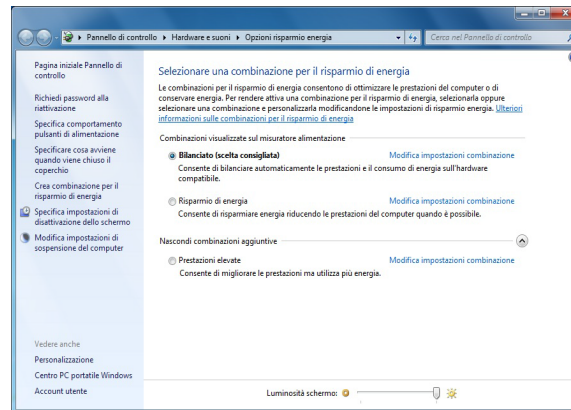 Pannello di controllo ▸ Hardware e suoni ▸ Opzioni risparmio energia
Cerca nel Pannello di controllo
Pagina iniziale Pannello di
controllo
Richiedi password alla
riattivazione
Specifica comportamento
pulsanti di alimentazione
Specificare cosa avviene
quando viene chiuso il
coperchio
Crea combinazione per il
risparmio di energia
Specifica impostazioni di
disattivazione dello schermo
Modifica impostazioni di
sospensione del computer
Vedere anche
Personalizzazione
Centro PC portatile Windows
Account utente
Selezionare una combinazione per il risparmio di energia
Le combinazioni per il risparmio di energia consentono di ottimizzare le prestazioni del computer o di
conservare energia. Per rendere attiva una combinazione per il risparmio di energia, selezionarla oppure
selezionare una combinazione e personalizzarla modificandone le impostazioni di risparmio energia. Ulteriori
informazioni sulle combinazioni per il risparmio di energia
Combinazioni visualizzate sul misuratore alimentazione
Bilanciato (scelta consigliata) Modifica impostazioni combinazione
Consente di bilanciare automaticamente le prestazioni e il consumo di energia sull'hardware
compatibile.
Risparmio di energia Modifica impostazioni combinazione
Consente di risparmiare energia riducendo le prestazioni del computer quando è possibile.
Nascondi combinazioni aggiuntive
Prestazioni elevate Modifica impostazioni combinazione
Consente di migliorare le prestazioni ma utilizza più energia.
Luminosità schermo: